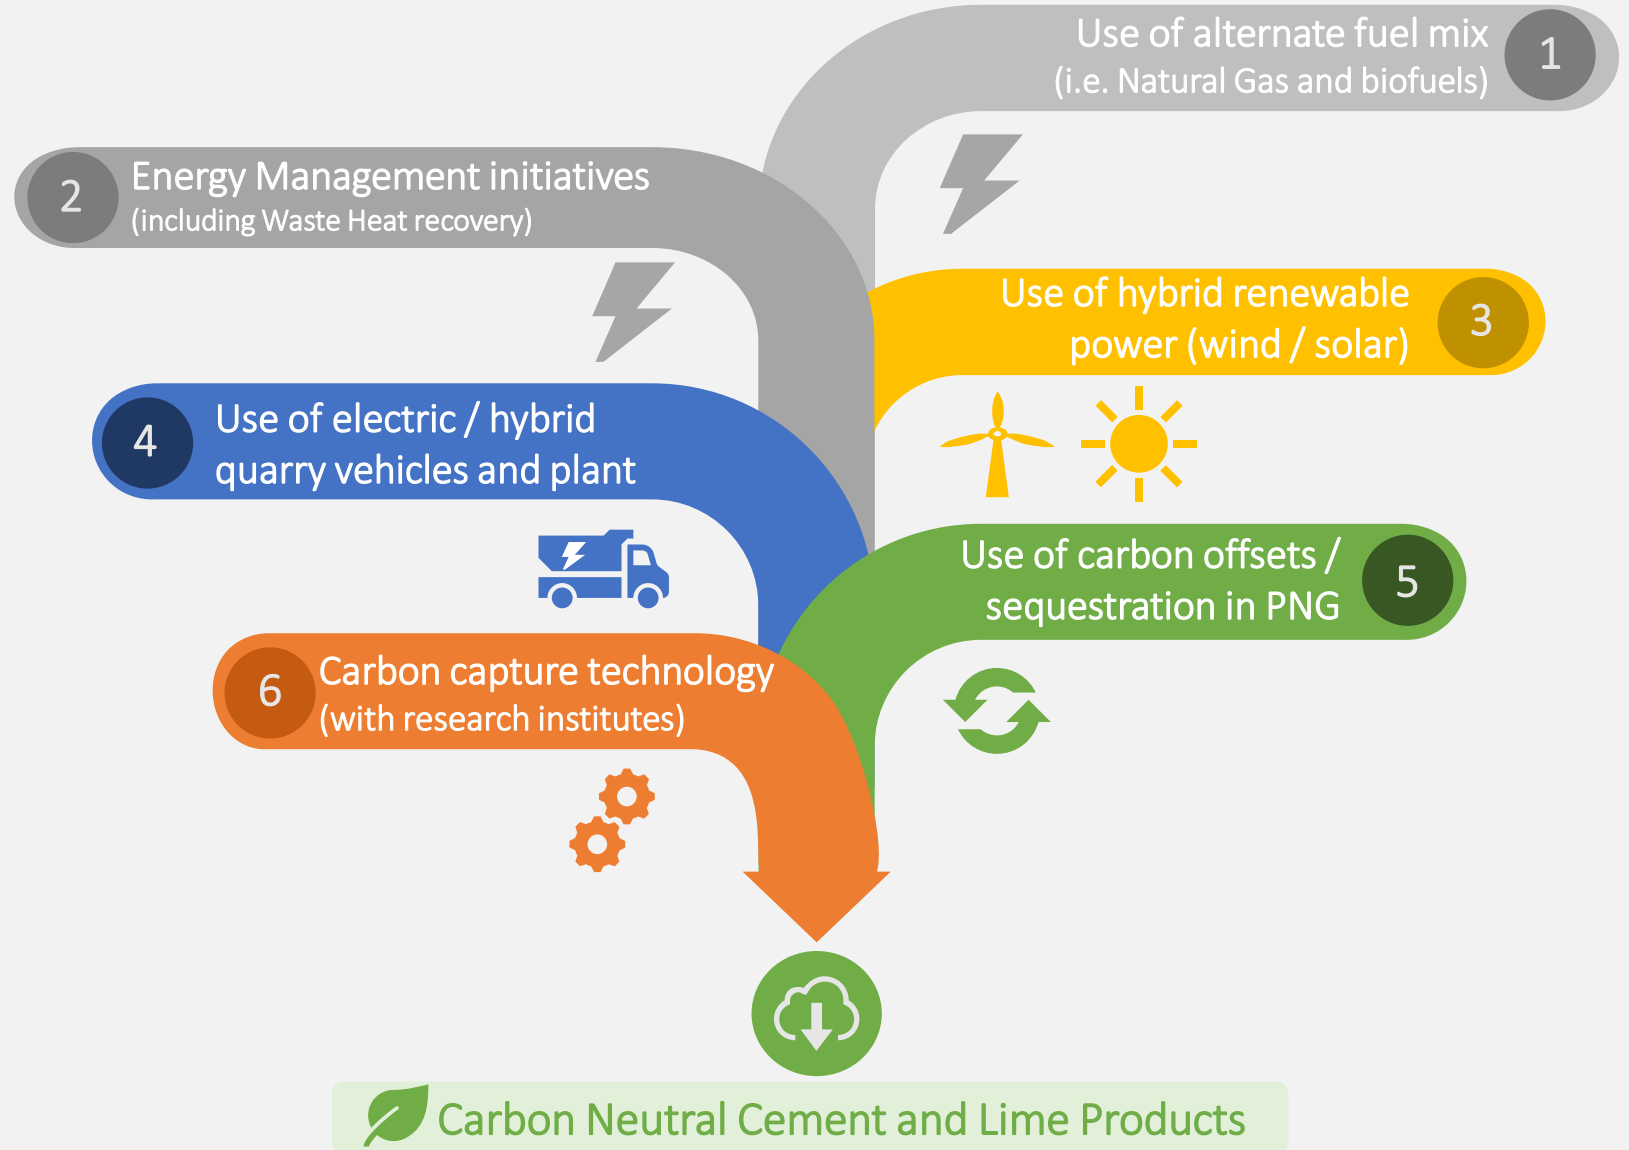 Use of alternate fuel mix
(i.e. Natural Gas and biofuels)
1
2
Energy Management initiatives
(including Waste Heat recovery)
Use of hybrid renewable
power (wind / solar)
3
4
Use of electric / hybrid
quarry vehicles and plant
Use of carbon offsets /
sequestration in PNG
5
6
Carbon capture technology
(with research institutes)
Carbon Neutral Cement and Lime Products